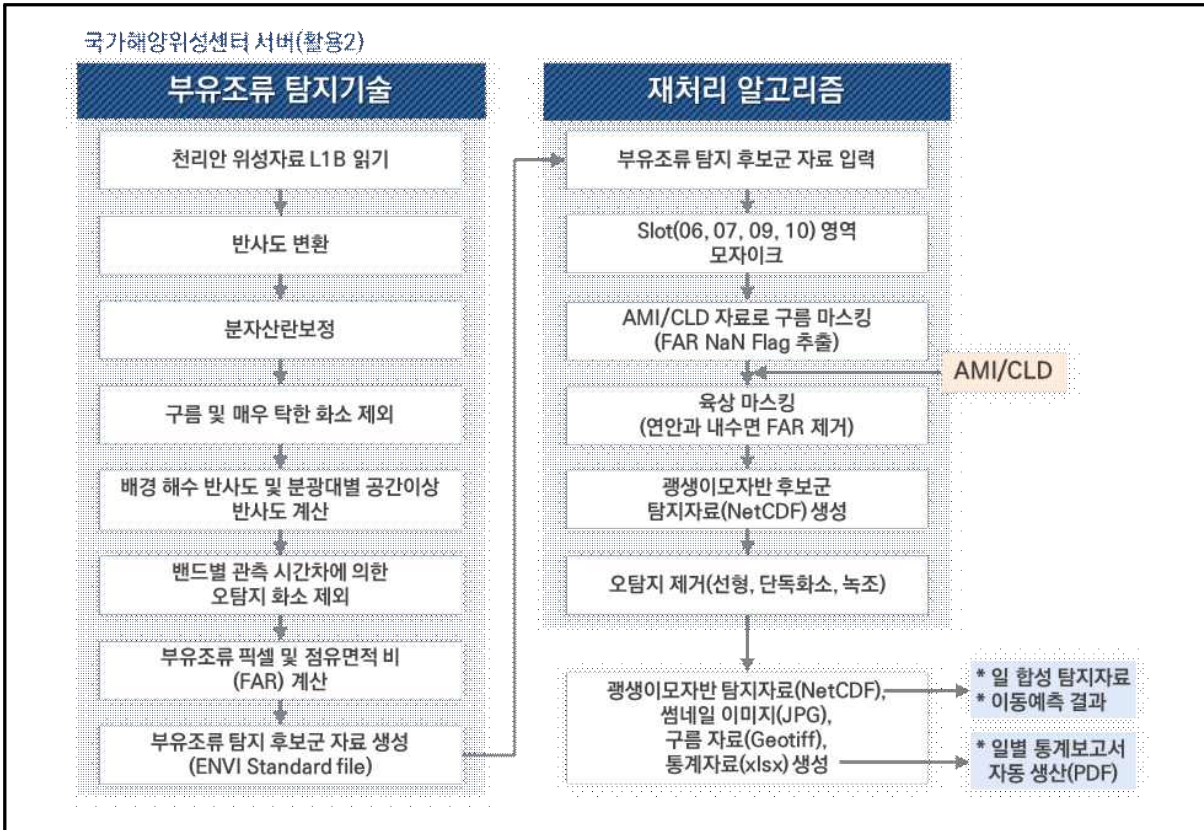 국가해양위성센터 서버(활용2)
부유조류 탐지기술
천리안 위성자료 L1B 읽기
반사도 변환
분자산란보정
구름 및 매우 탁한 화소 제외
배경 해수 반사도 및 분광대별 공간이상
반사도 계산
밴드별 관측 시간차에 의한
오탐지 화소 제외
부유조류 픽셀 및 점유면적 비
(FAR) 계산
부유조류 탐지 후보군 자료 생성
(ENVI Standard file)
재처리 알고리즘
부유조류 탐지 후보군 자료 입력
Slot(06, 07, 09, 10) 영역
모자이크
AMI/CLD 자료로 구름 마스킹
(FAR NaN Flag 추출)
AMI/CLD
육상 마스킹
(연안과 내수면 FAR 제거)
괭생이모자반 후보군
탐지자료(NetCDF) 생성
오탐지 제거(선형, 단독화소, 녹조)
괭생이모자반 탐지자료(NetCDF),
썸네일 이미지(JPG),
구름 자료(Geotiff),
통계자료(xlsx) 생성
* 일 합성 탐지자료
* 이동예측 결과
* 일별 통계보고서
자동 생산(PDF)